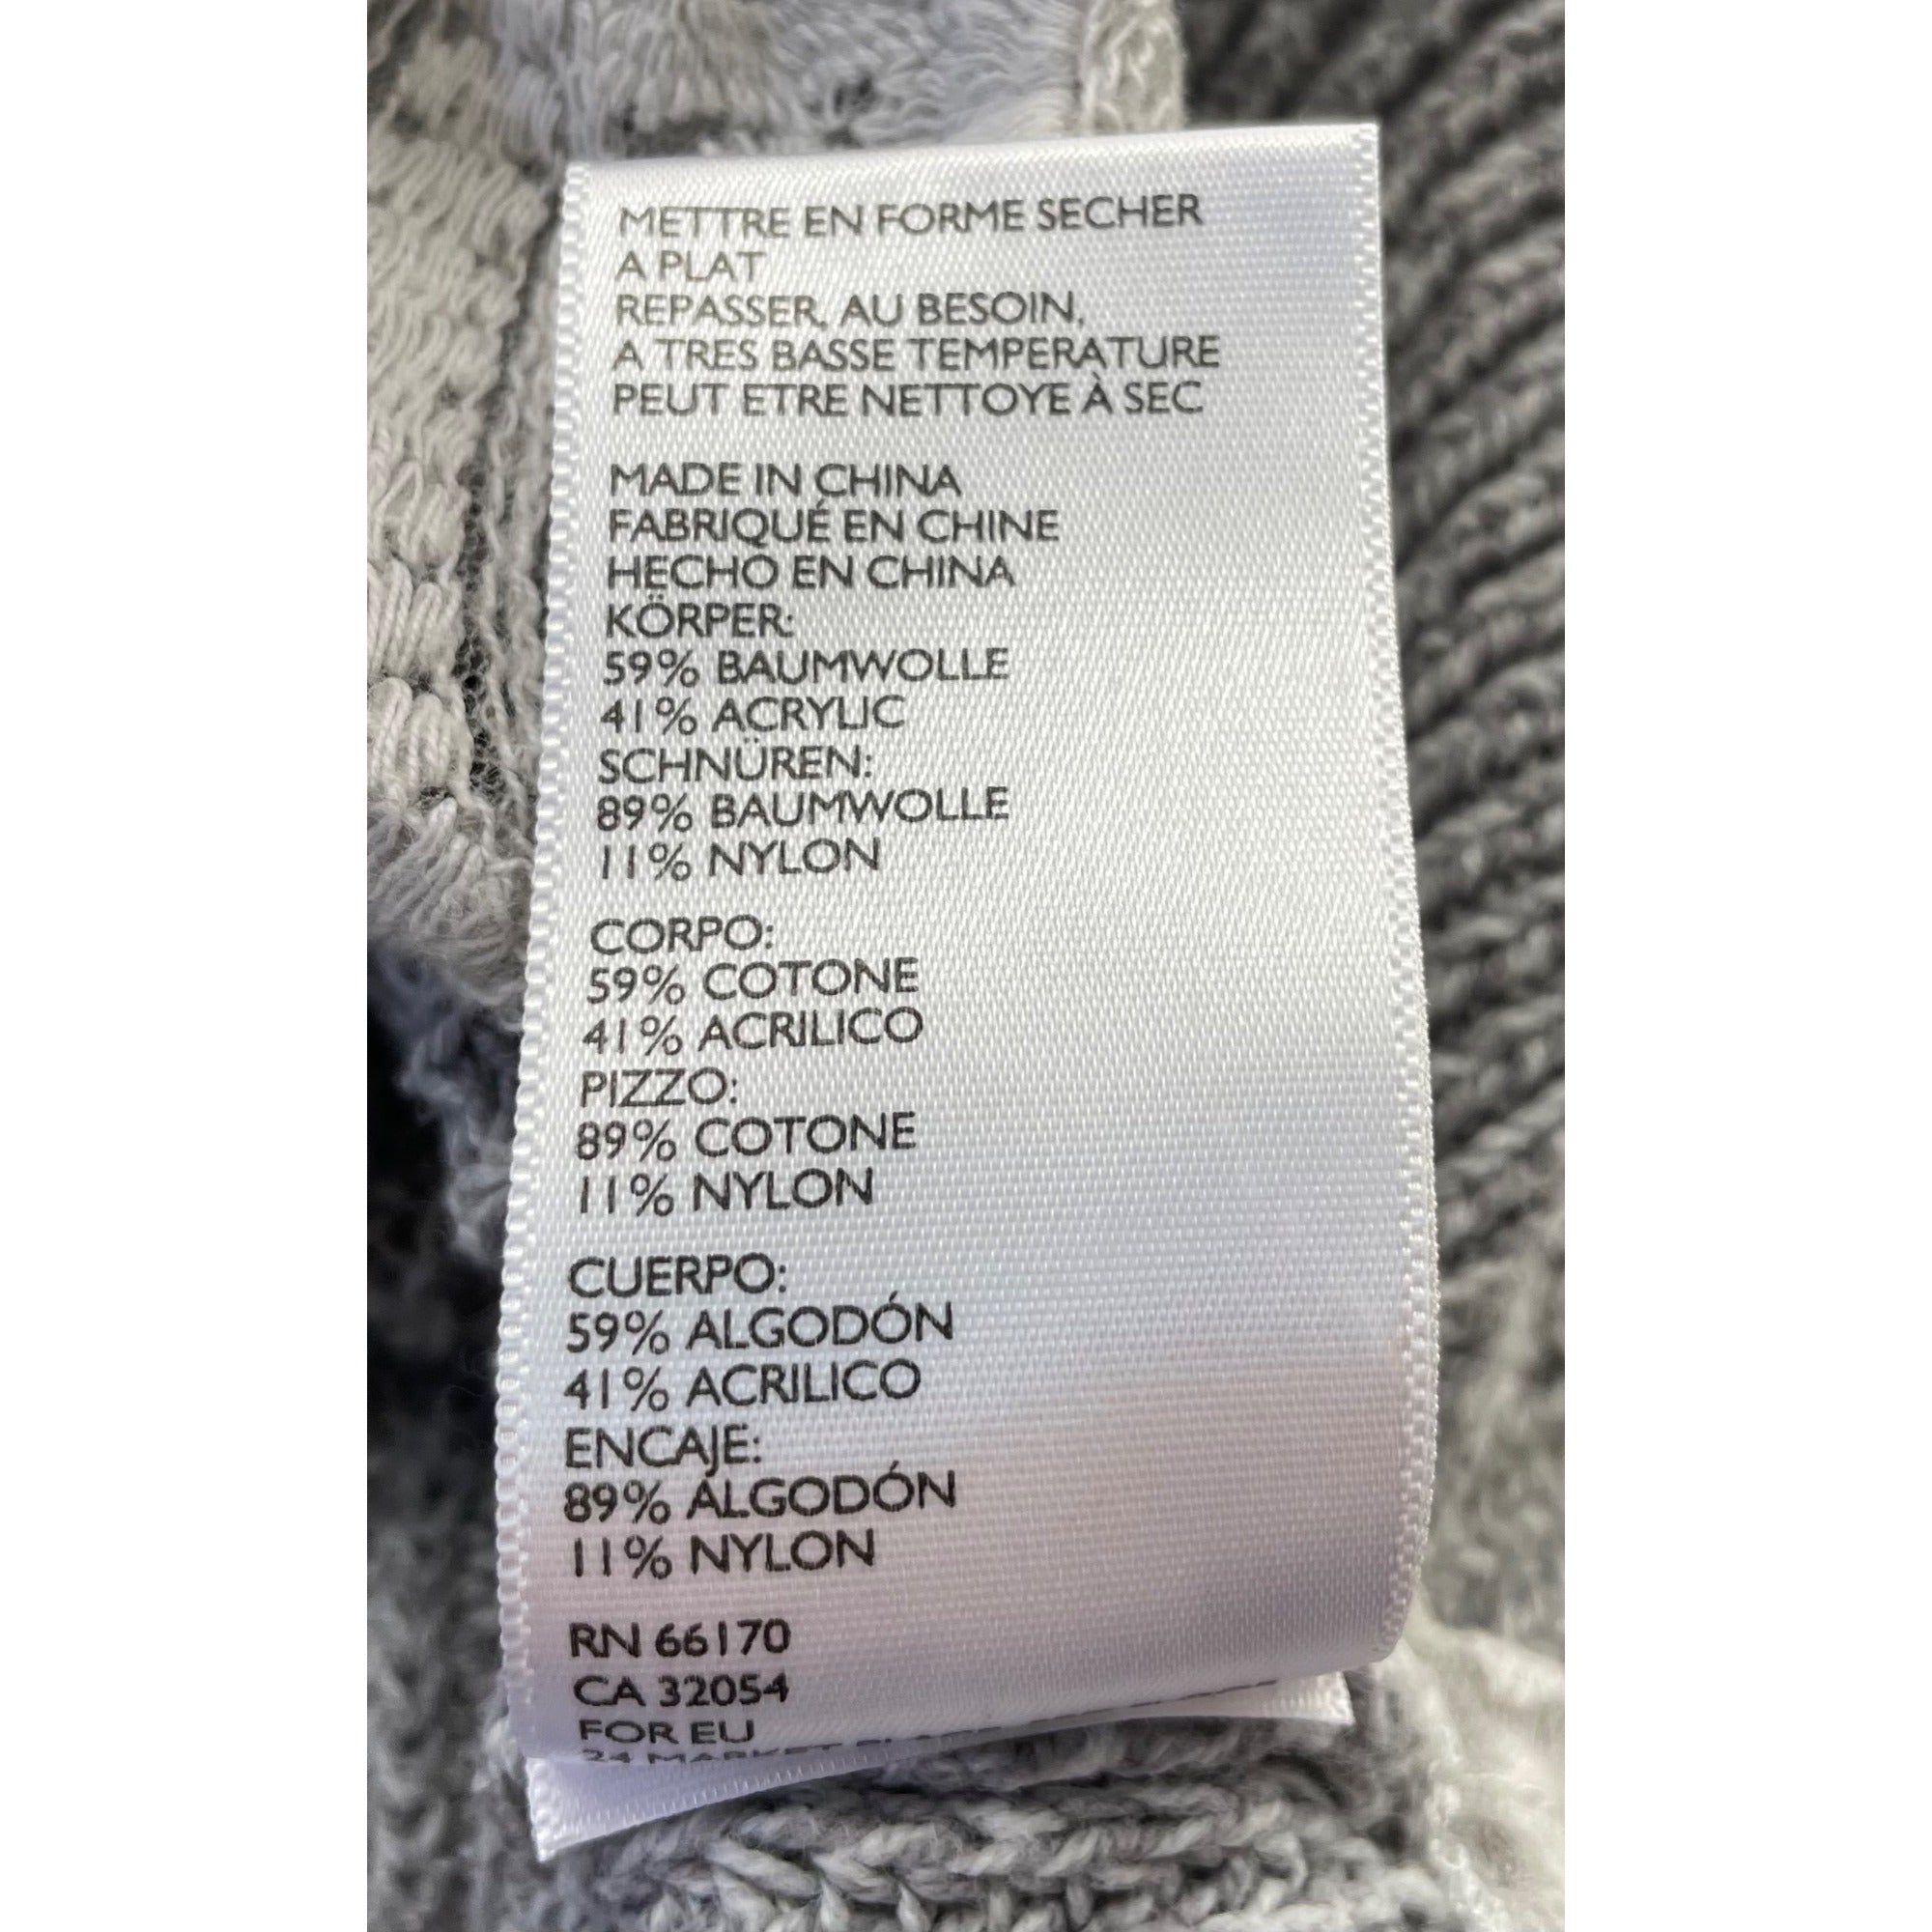 METTRE EN FORME SECHER
A PLAT
REPASSER, AU BESOIN,
A TRES BASSE TEMPERATURE
PEUT ETRE NETTOYE À SEC
MADE IN CHINA
FABRIQUÉ EN CHINE
HECHO EN CHINA
KÖRPER:
59% BAUMWOLLE
41% ACRYLIC
SCHNÜREN:
89% BAUMWOLLE
11% NYLON
CORPO:
59% COTONE
41% ACRILICO
PIZZO:
89% COTONE
11% NYLON
CUERPO:
59% ALGODÓN
41% ACRILICO
ENCAJE:
89% ALGODÓN
11% NYLON
RN 66170
CA 32054
FOR EU
24 MARKET